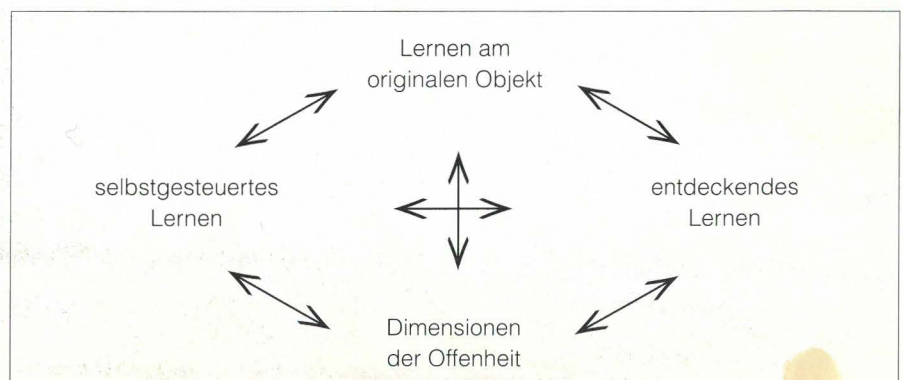 Lernen am
originalen Objekt
selbstgesteuertes
Lernen
entdeckendes
Lernen
Dimensionen
der Offenheit